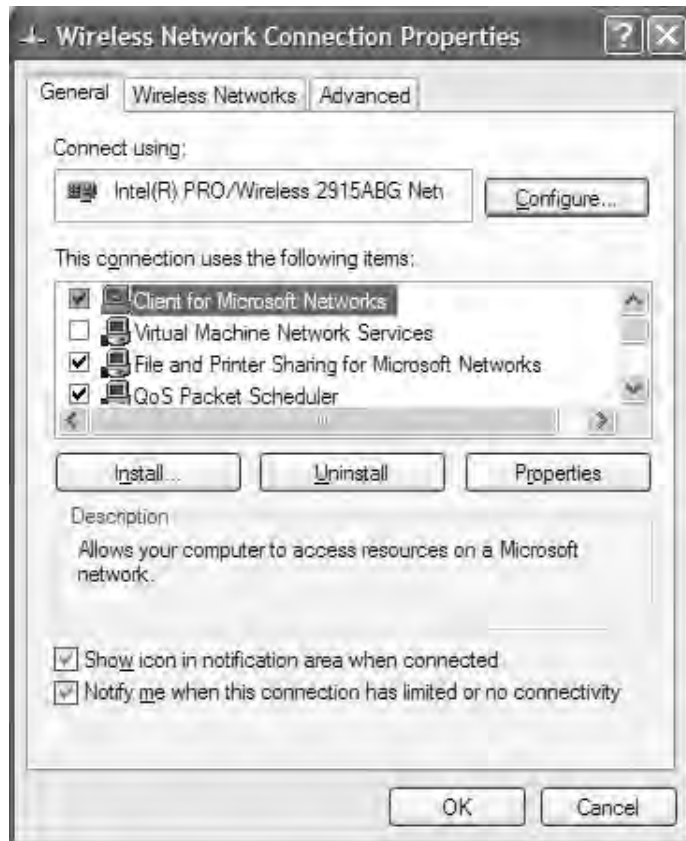 Wireless Network Connection Properties
General Wireless Networks Advanced
Connect using:
Intel(R) PRO/Wireless 2915ABG Net
Configure...
This connection uses the following items:
Client for Microsoft Networks
Virtual Machine Network Services
File and Printer Sharing for Microsoft Networks
QoS Packet Scheduler
Install... Uninstall Properties
Description
Allows your computer to access resources on a Microsoft
network.
Show icon in notification area when connected
Notify me when this connection has limited or no connectivity
OK Cancel